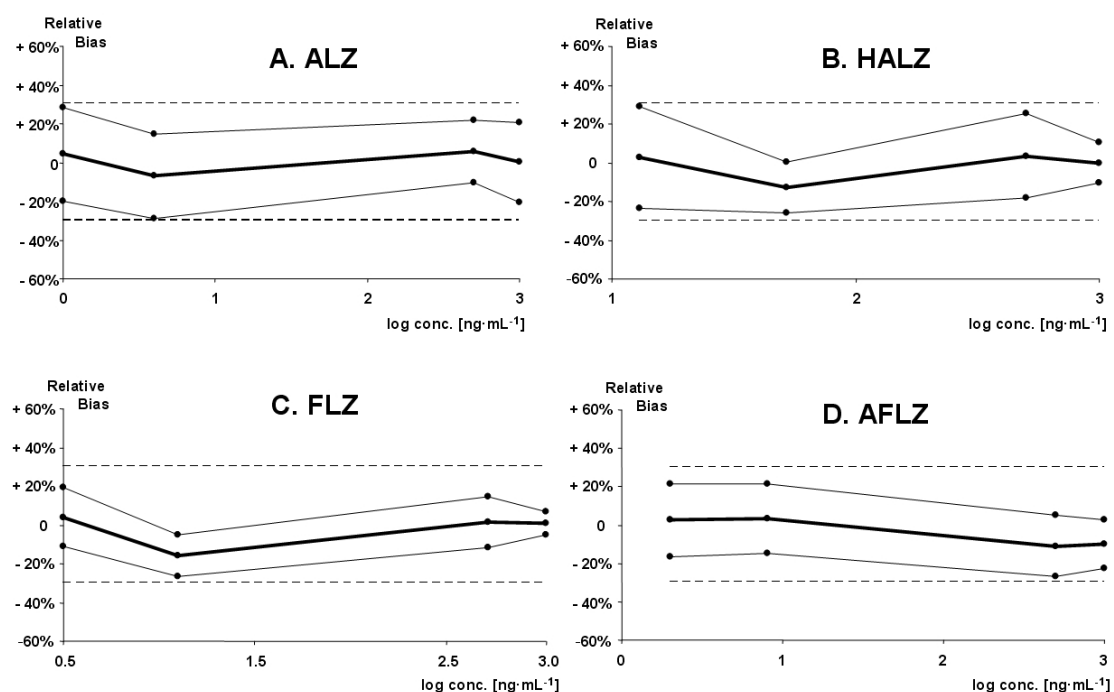 Relative
Bias
A. ALZ
+ 60%
+ 40%
+ 20%
0
- 20%
- 40%
- 60%
0 1 2 3
log conc. [ng·mL-1]
Relative
Bias
B. HALZ
+ 60%
+ 40%
+ 20%
0
- 20%
- 40%
- 60%
1 2 3
log conc. [ng·mL-1]
Relative
Bias
C. FLZ
+ 60%
+ 40%
+ 20%
0
- 20%
- 40%
-60%
0.5 1.5 2.5 3.0
log conc. [ng·mL-1]
Relative
Bias
D. AFLZ
+ 60%
+ 40%
+ 20%
0
- 20%
- 40%
-60%
0 1 2 3
log conc. [ng·mL-1]